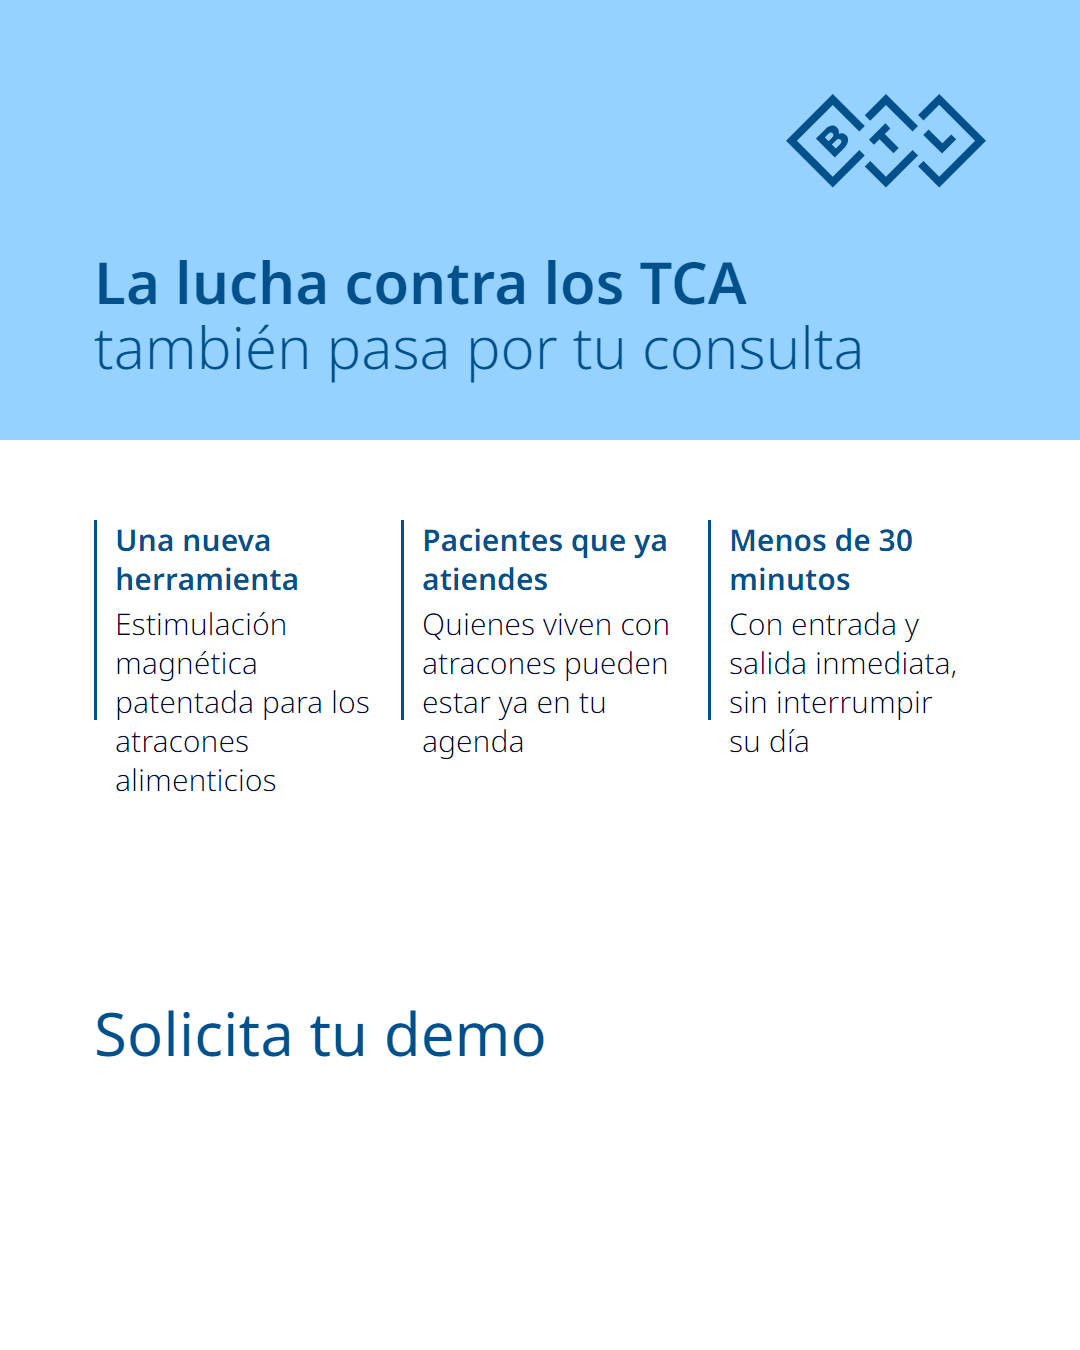 BTL
La lucha contra los TCA
también pasa por tu consulta
Una nueva
herramienta
Estimulación
magnética
patentada para los
atracones
alimenticios
Pacientes que ya
atiendes
Quienes viven con
atracones pueden
estar ya en tu
agenda
Menos de 30
minutos
Con entrada y
salida inmediata,
sin interrumpir
su día
Solicita tu demo